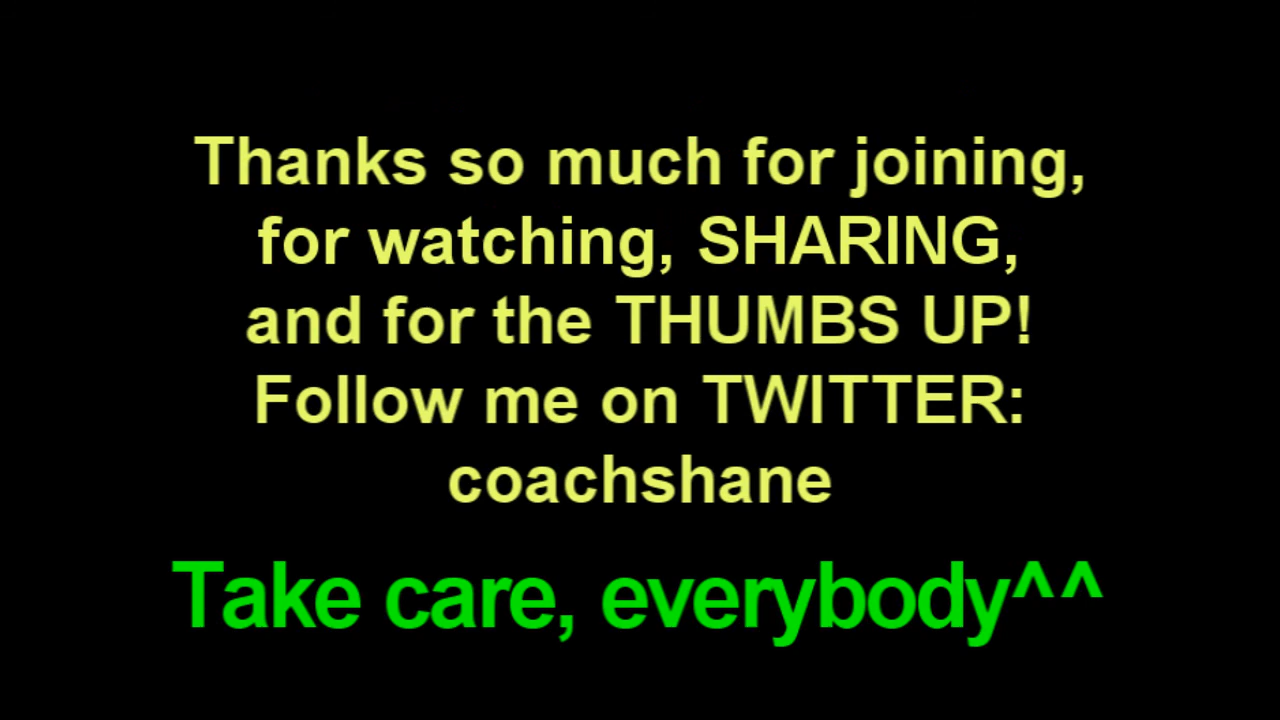 Thanks so much for joining,
for watching, SHARING,
and for the THUMBS UP!
Follow me on TWITTER:
coachshane
Take care, everybody^^